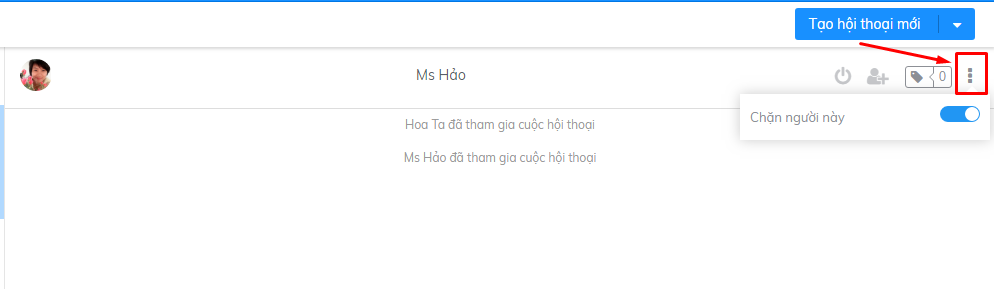 Tạo hội thoại mới
Ms Hảo
0
Chặn người này
Hoa Ta đã tham gia cuộc hội thoại
Ms Hảo đã tham gia cuộc hội thoại